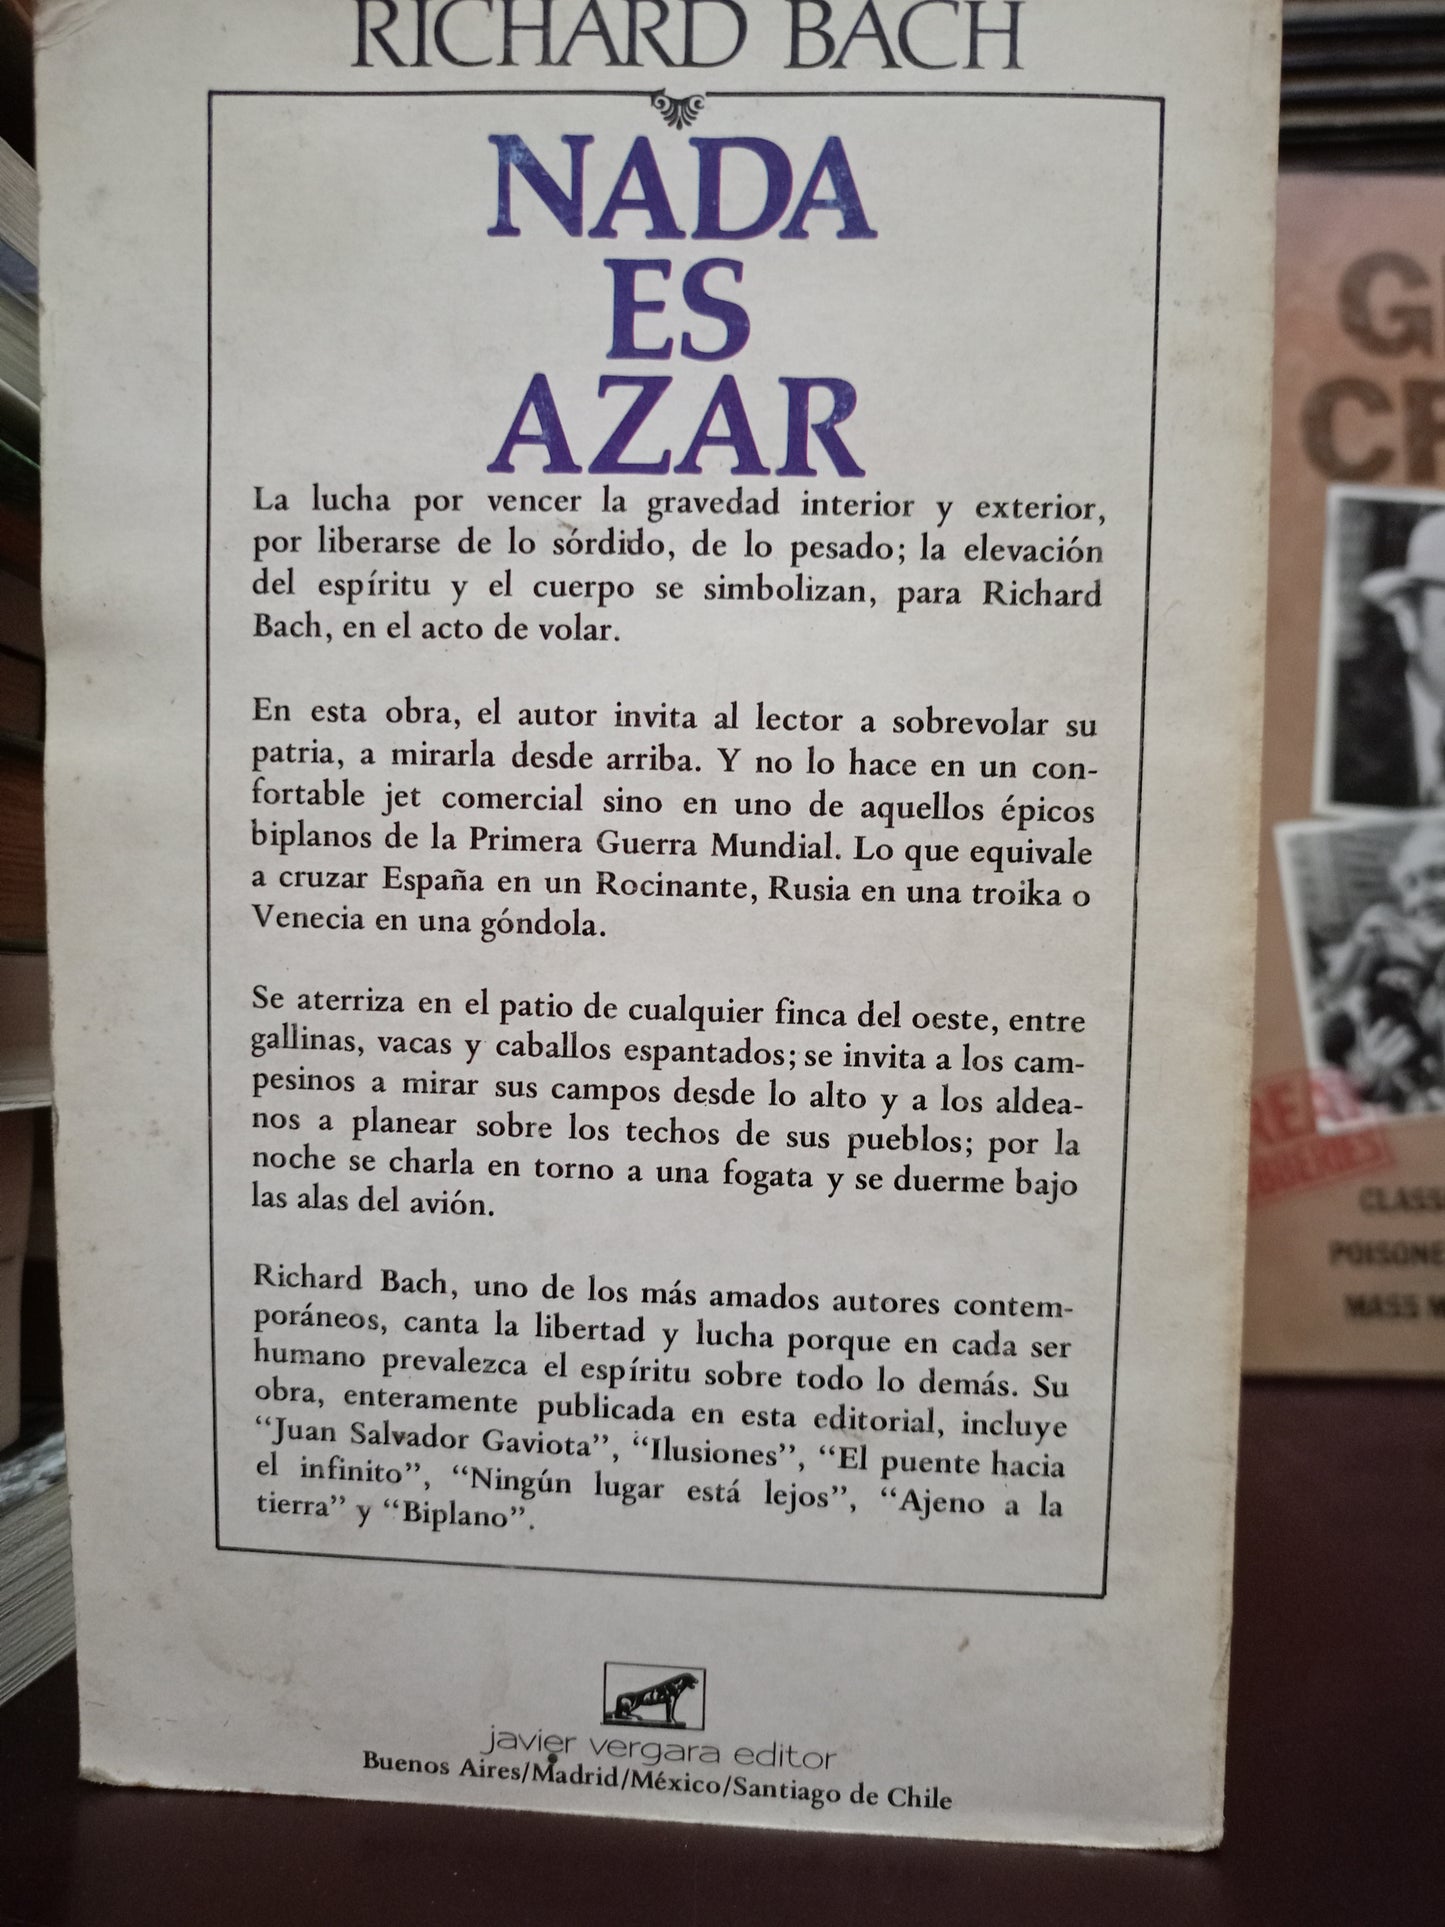 RICHARD BACH
NADA
ES
AZAR
La lucha por vencer la gravedad interior y exterior,
por liberarse de lo sórdido, de lo pesado; la elevación
del espíritu y el cuerpo se simbolizan, para Richard
Bach, en el acto de volar.
En esta obra, el autor invita al lector a sobrevolar su
patria, a mirarla desde arriba. Y no lo hace en un con-
fortable jet comercial sino en uno de aquellos épicos
biplanos de la Primera Guerra Mundial. Lo que equivale
a cruzar España en un Rocinante, Rusia en una troika o
Venecia en una góndola.
Se aterriza en el patio de cualquier finca del oeste, entre
gallinas, vacas y caballos espantados; se invita a los cam-
pesinos a mirar sus campos desde lo alto y a los aldea-
nos a planear sobre los techos de sus pueblos; por la
noche se charla en torno a una fogata y se duerme bajo
las alas del avión.
Richard Bach, uno de los más amados autores contem-
poráneos, canta la libertad y lucha porque en cada ser
humano prevalezca el espíritu sobre todo lo demás. Su
obra, enteramente publicada en esta editorial, incluye
“Juan Salvador Gaviota”, “Ilusiones”, “El puente hacia
el infinito”, “Ningún lugar está lejos”, “Ajeno a la
tierra” y “Biplano”.
javier vergara editor
Buenos Aires/Madrid/México/Santiago de Chile
REAL
CLASS
POISONE
MASS M